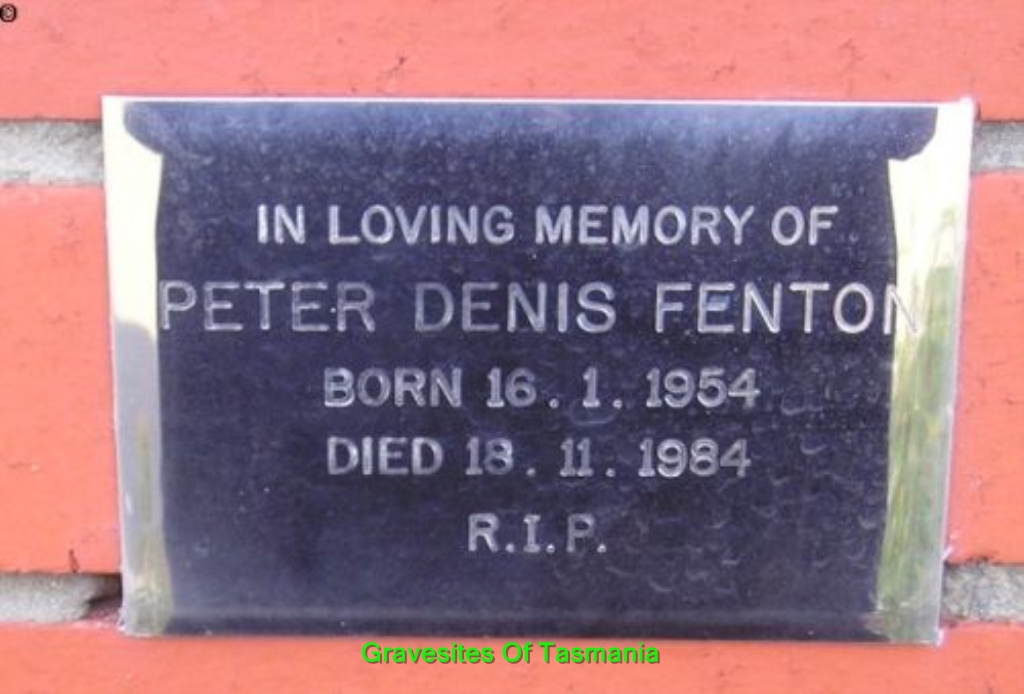 IN LOVING MEMORY OF
PETER DENIS FENTON
BORN 16 . 1 . 1954
DIED 18 . 11 . 1984
R.I.P.
Gravesites Of Tasmania